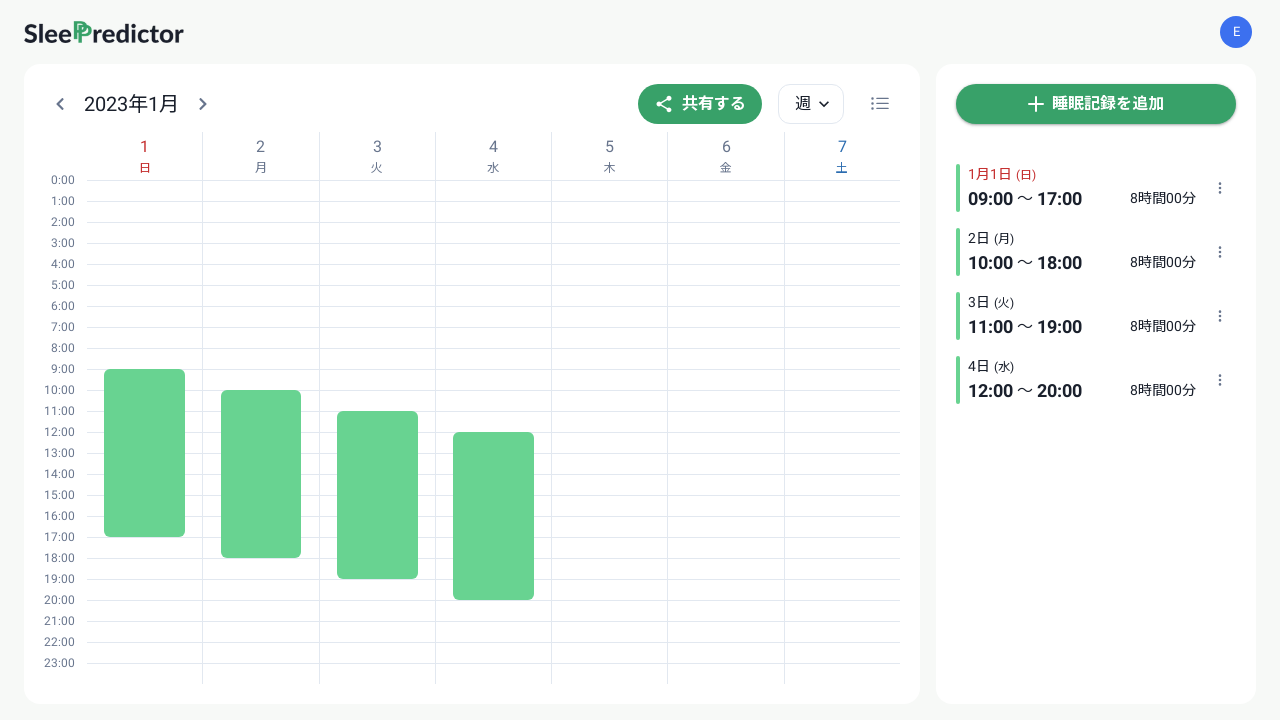 SleePredictor
E
2023年1月
共有する
週
1 2 3 4 5 6 7
日 月 火 水 木 金 土
0:00
1:00
2:00
3:00
4:00
5:00
6:00
7:00
8:00
9:00
10:00
11:00
12:00
13:00
14:00
15:00
16:00
17:00
18:00
19:00
20:00
21:00
22:00
23:00
睡眠記録を追加
1月1日 (日)
09:00 〜 17:00 8時間00分
2日 (月)
10:00 〜 18:00 8時間00分
3日 (火)
11:00 〜 19:00 8時間00分
4日 (水)
12:00 〜 20:00 8時間00分